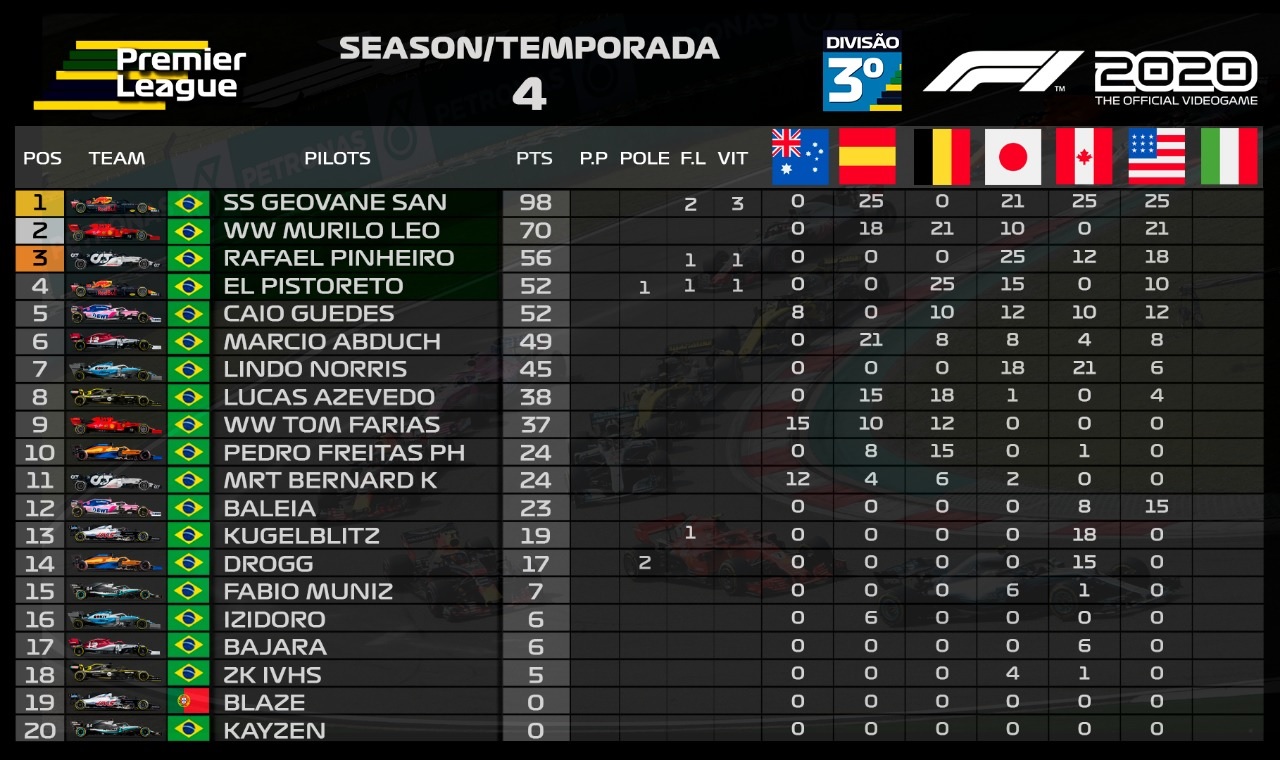 Premier
League
SEASON/TEMPORADA
4
DIVISÃO
3º
F1™ 2020
THE OFFICIAL VIDEOGAME
POS TEAM PILOTS PTS P.P POLE F.L VIT
1 SS GEOVANE SAN 98 2 3 0 25 0 21 25 25
2 WW MURILO LEO 70 0 18 21 10 0 21
3 RAFAEL PINHEIRO 56 1 1 0 0 0 25 12 18
4 EL PISTORETO 52 1 1 1 0 0 25 15 0 10
5 CAIO GUEDES 52 8 0 10 12 10 12
6 MARCIO ABDUCH 49 0 21 8 8 4 8
7 LINDO NORRIS 45 0 0 0 18 21 6
8 LUCAS AZEVEDO 38 0 15 18 1 0 4
9 WW TOM FARIAS 37 15 10 12 0 0 0
10 PEDRO FREITAS PH 24 0 8 15 0 1 0
11 MRT BERNARD K 24 12 4 6 2 0 0
12 BALEIA 23 0 0 0 0 8 15
13 KUGELBLITZ 19 1 0 0 0 0 18 0
14 DROGG 17 2 0 0 0 0 15 0
15 FABIO MUNIZ 7 0 0 0 6 1 0
16 IZIDORO 6 0 6 0 0 0 0
17 BAJARA 6 0 0 0 0 6 0
18 2K IVHS 5 0 0 0 4 1 0
19 BLAZE 0 0 0 0 0 0 0
20 KAYZEN 0 0 0 0 0 0 0
PETRONAS